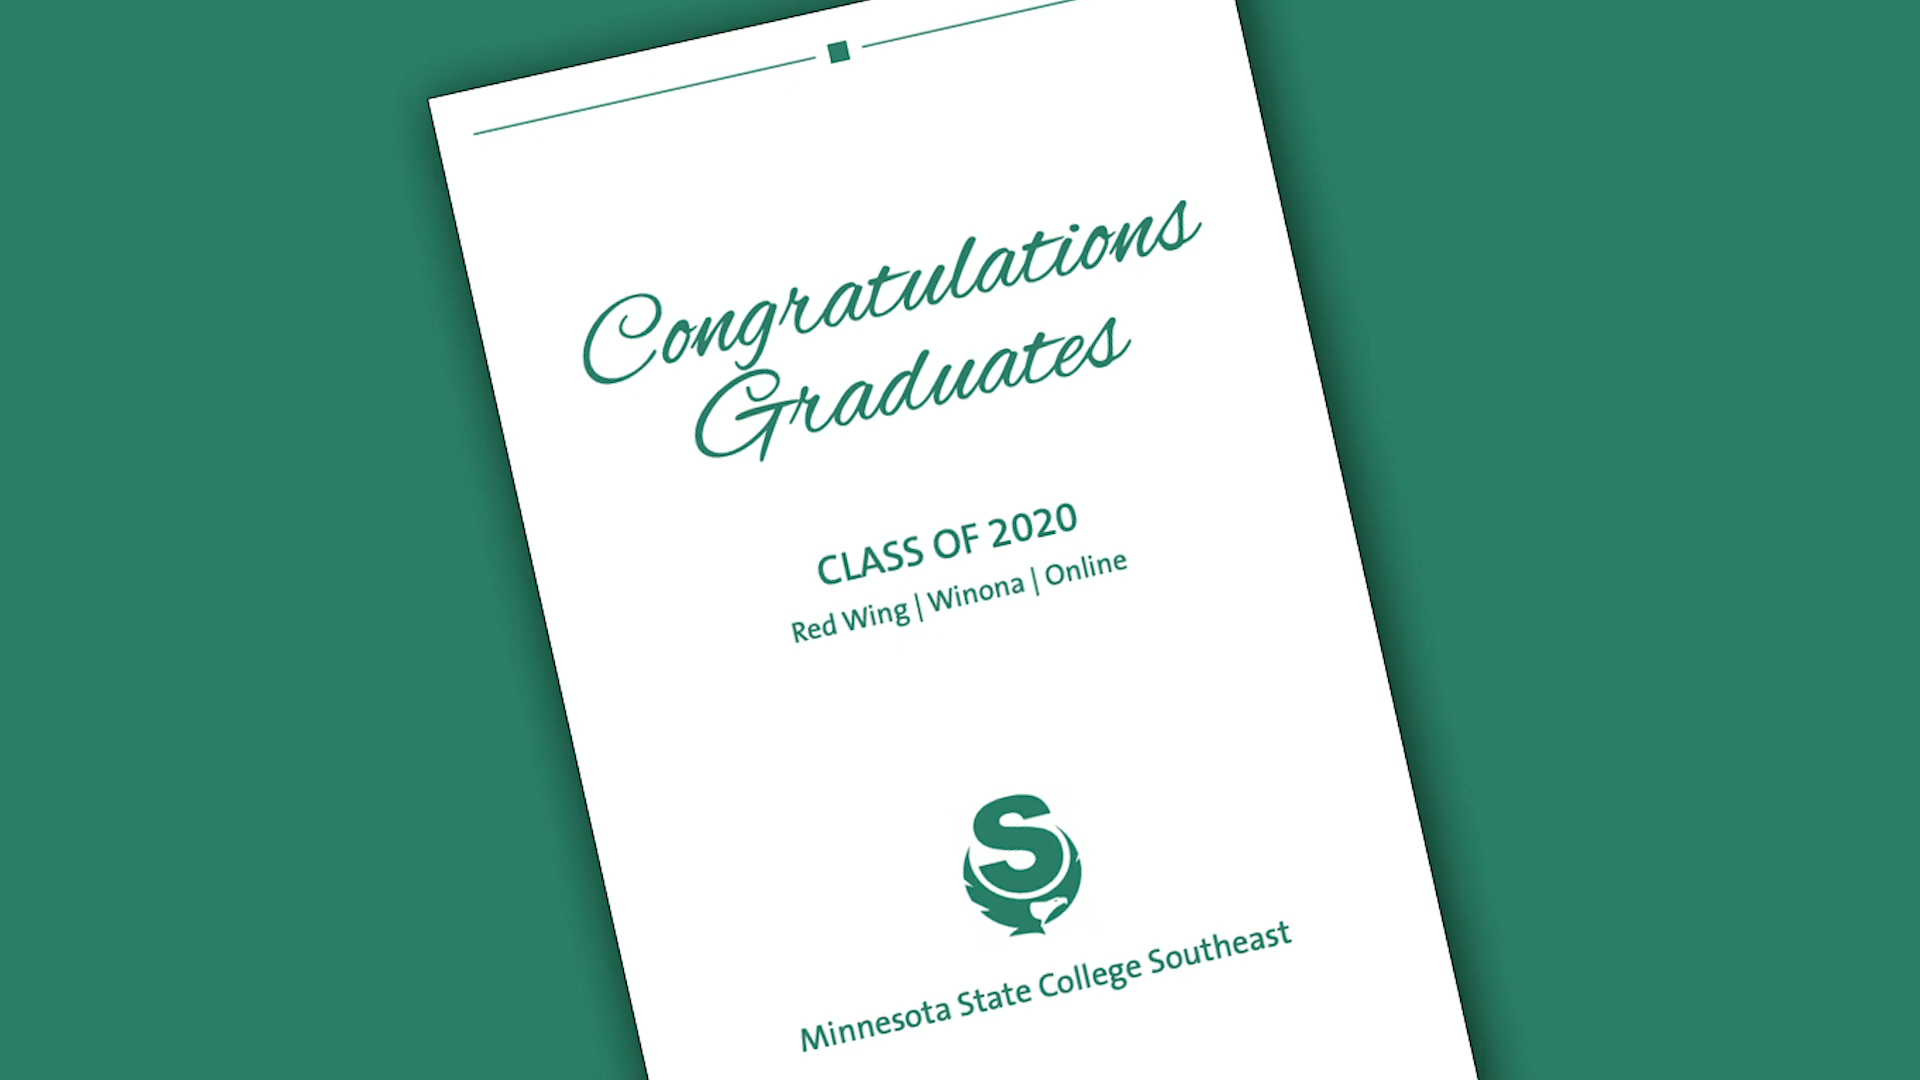 Congratulations
Graduates
CLASS OF 2020
Red Wing | Winona | Online
S
Minnesota State College Southeast